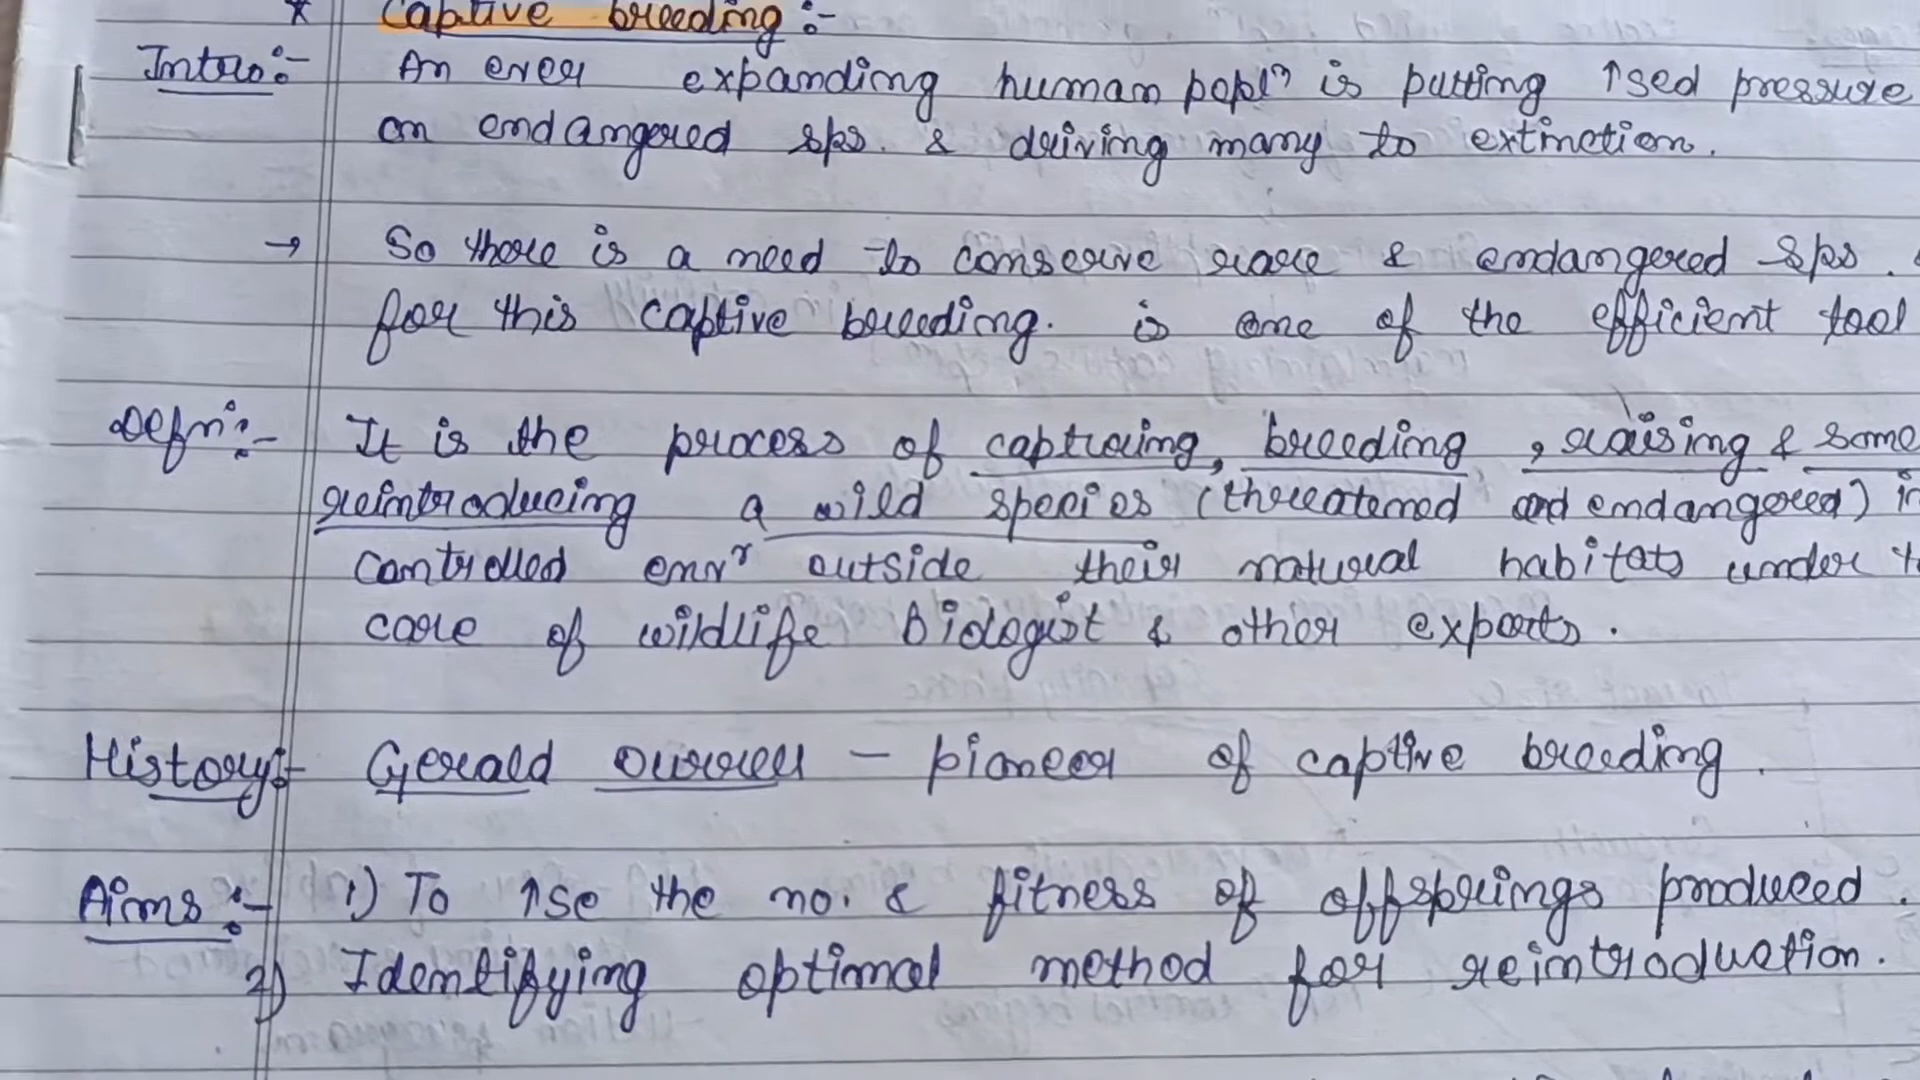 * Captive breeding :-
Intro:- An ever expanding human popln is putting ↑sed pressure
on endangered sps. & driving many to extinction.
→ So there is a need to conserve rare & endangered sps.
for this captive breeding. is one of the efficient tool
Defn:- It is the process of captruing, breeding, raising & some
reintroducing a wild species (threatened and endangered) in
controlled envr outside their natural habitats under
care of wildlife biologist & other experts.
History:- Gerald Durrell - pioneer of captive breeding.
Aims:- 1) To ↑se the no. & fitness of offsprings produced.
2) Identifying optimal method for reintroduction.